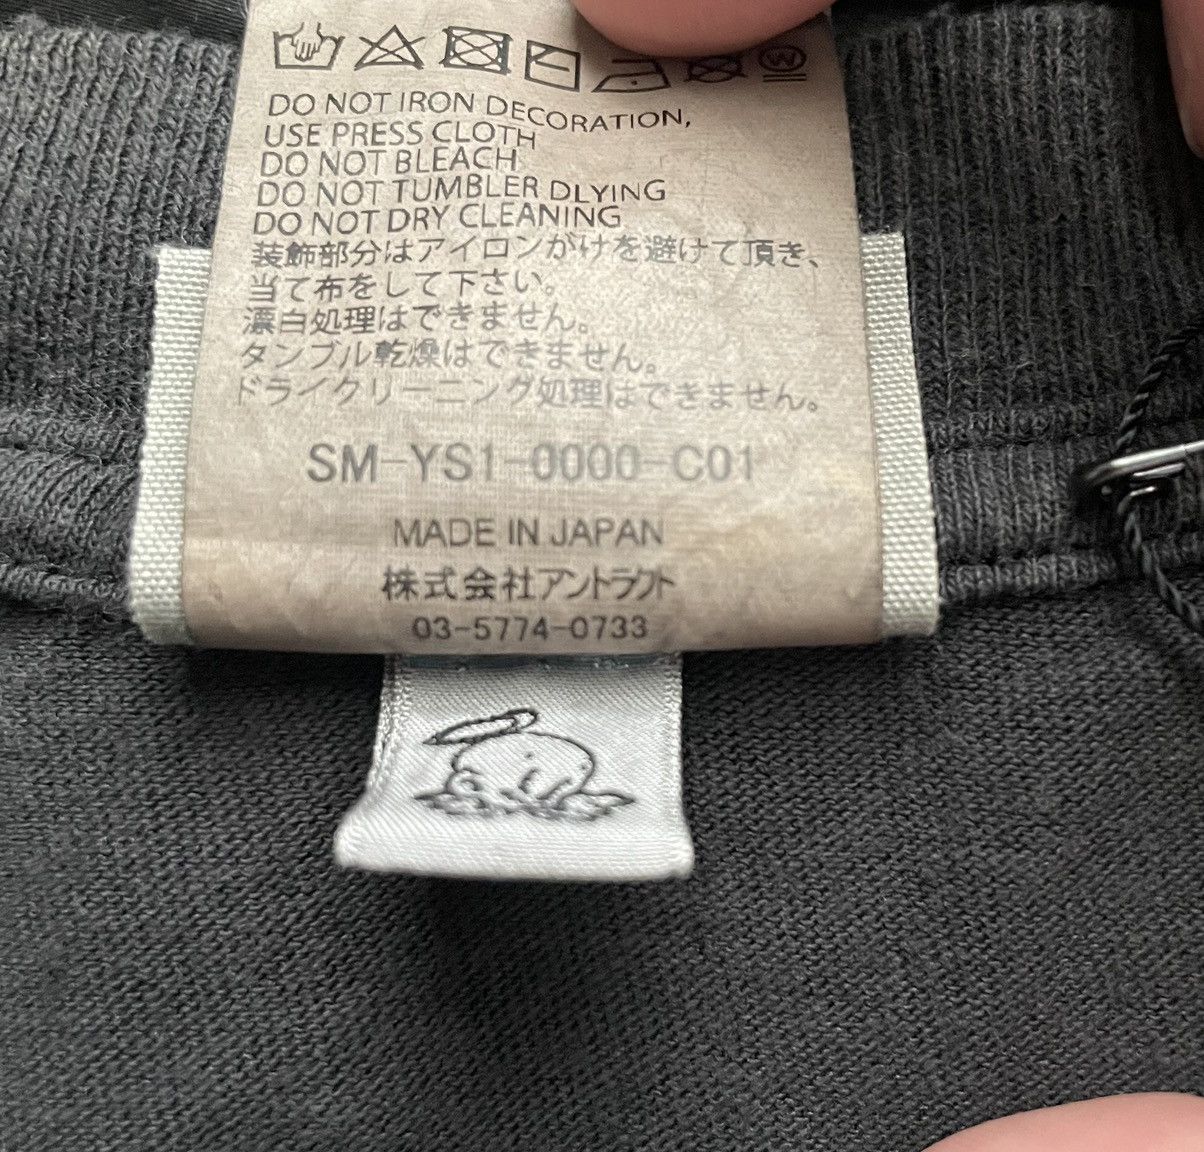 DO NOT IRON DECORATION,
USE PRESS CLOTH
DO NOT BLEACH
DO NOT TUMBLER DLYING
DO NOT DRY CLEANING
装飾部分はアイロンがけを避けて頂き、
当て布をして下さい。
漂白処理はできません。
タンブル乾燥はできません。
ドライクリーニング処理はできません。
SM-YS1-0000-C01
MADE IN JAPAN
株式会社アントラクト
03-5774-0733